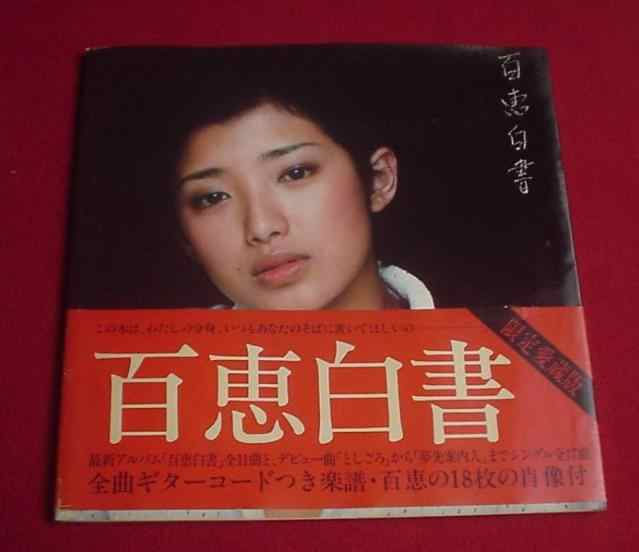 百恵白書
この本は、わたしの分身、いつもあなたのそばに置いてほしいの
限定愛蔵版
百恵白書
最新アルバム「百恵白書」全11曲と、デビュー曲「としごろ」から「夢先案内人」までシングル全17曲
全曲ギターコードつき楽譜・百恵の18枚の肖像付